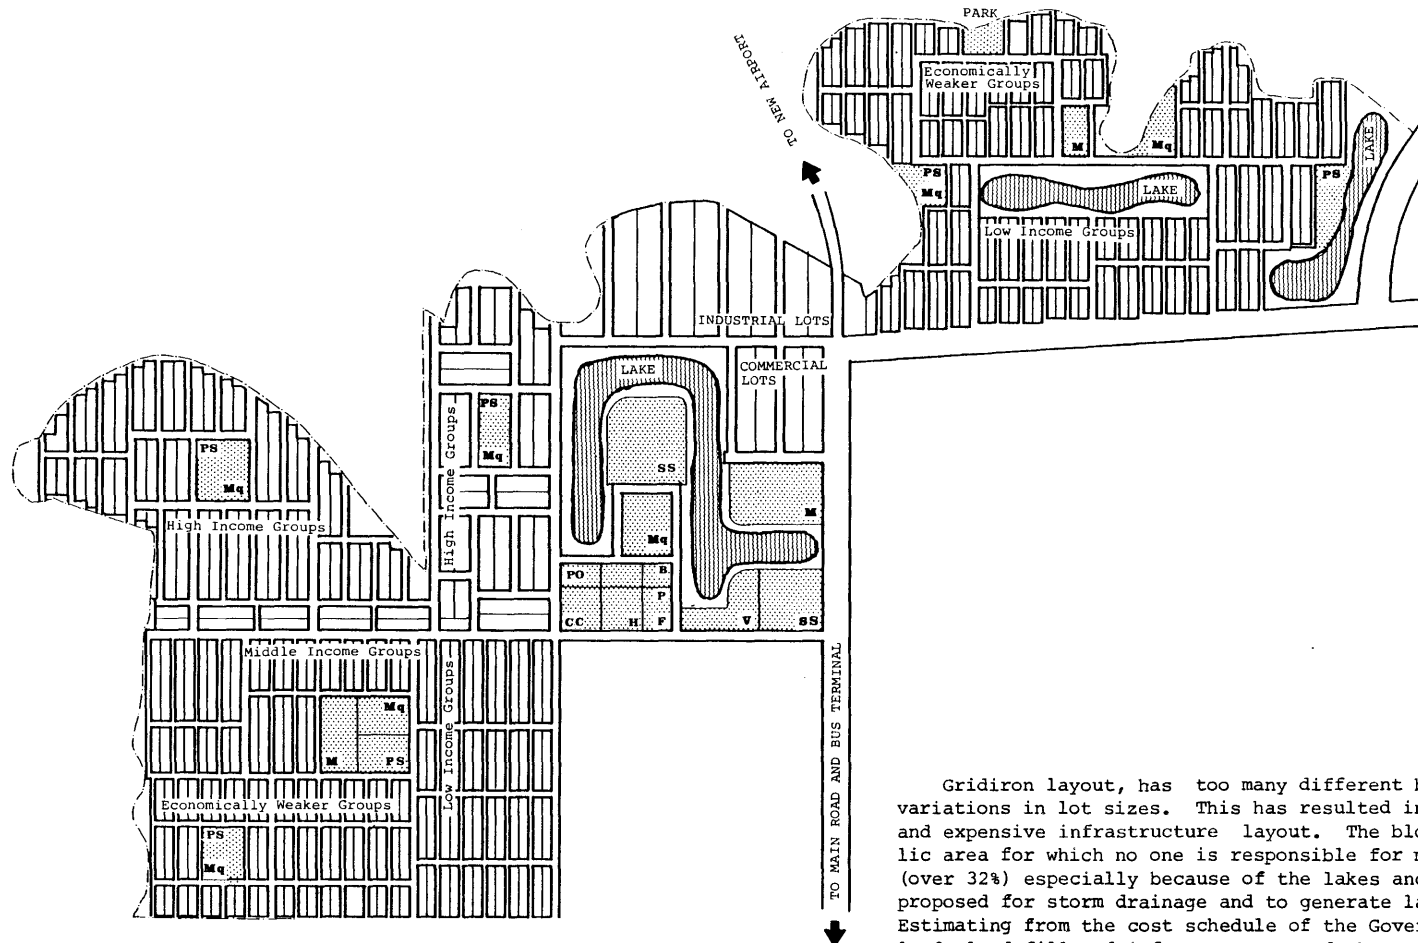 PARK
TO NEW AIRPORT
Economically
Weaker Groups
M
Mq
LAKE
PS
Mq
LAKE
PS
Low Income Groups
INDUSTRIAL LOTS
COMMERCIAL
LOTS
LAKE
PS
Mq
High Income Groups
SS
M
Mq
PS
Mq
High Income Groups
PO
B
P
CC
H
F
V
SS
Middle Income Groups
Mq
M
PS
Low Income Groups
Economically Weaker Groups
PS
Mq
TO MAIN ROAD AND BUS TERMINAL
Gridiron layout, has too many different
variations in lot sizes. This has resulted in
and expensive infrastructure layout. The
lic area for which no one is responsible for
(over 32%) especially because of the lakes
proposed for storm drainage and to generate
Estimating from the cost schedule of the